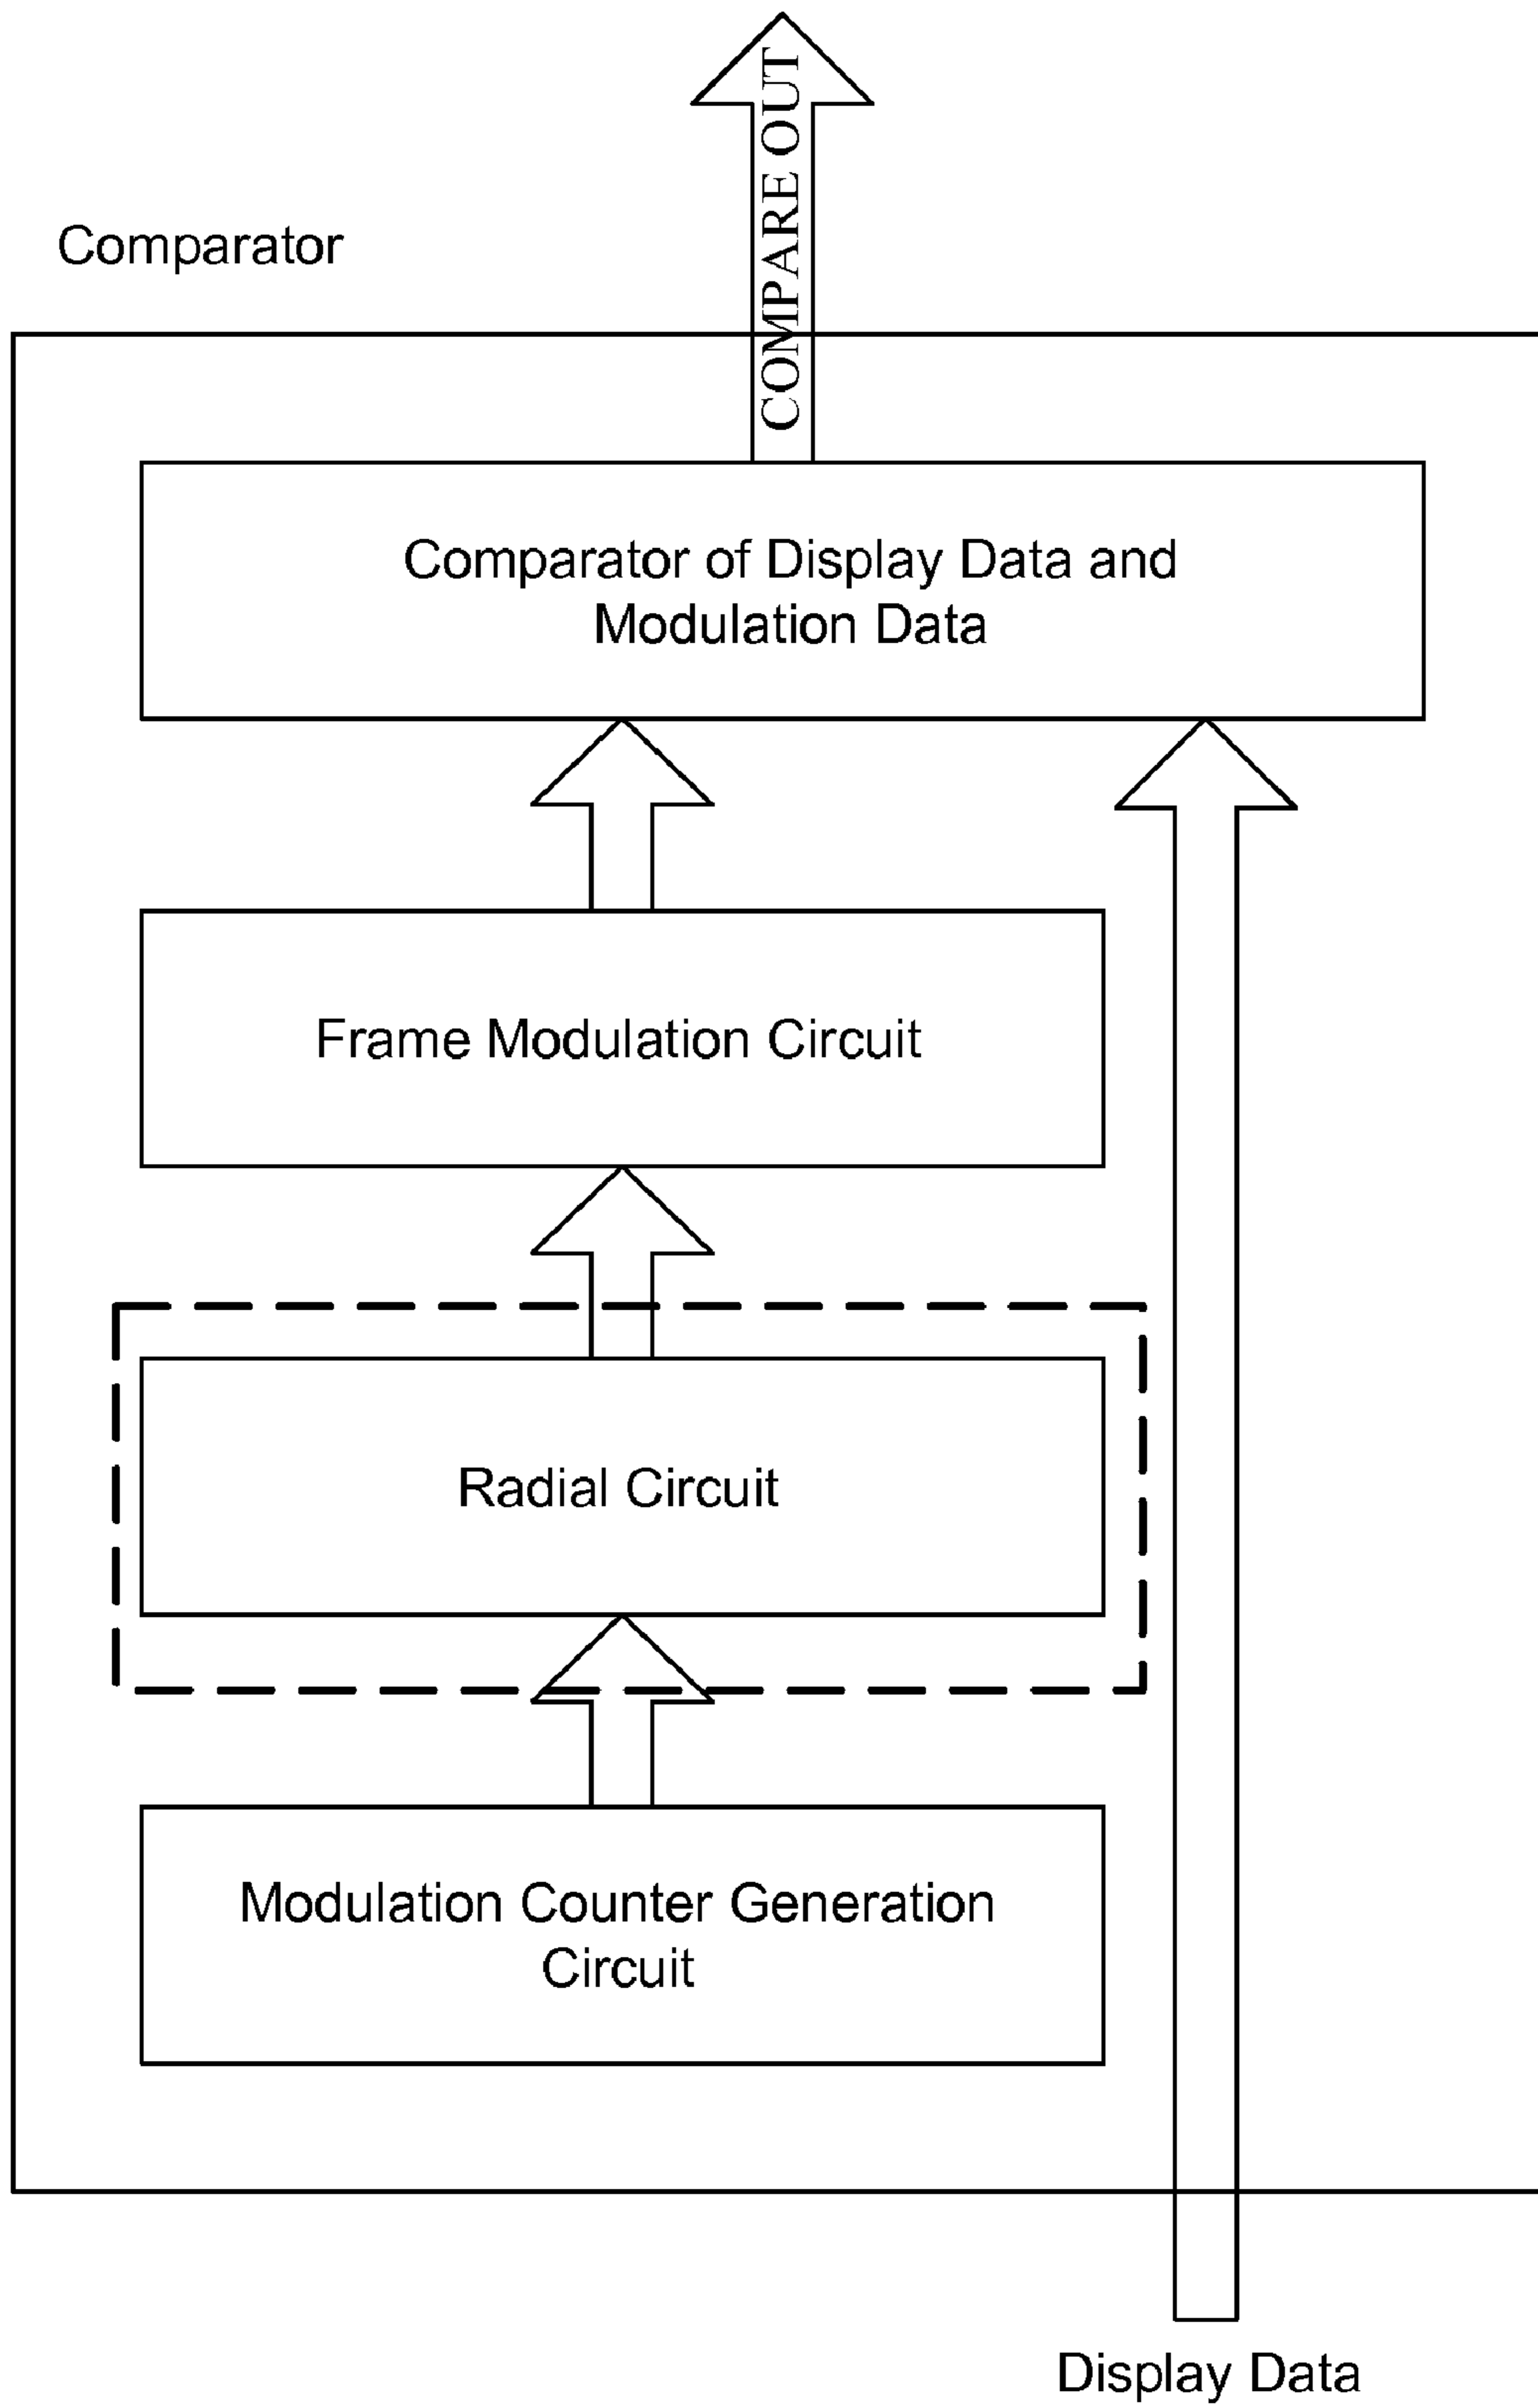 COMPARE OUT
Comparator
Comparator of Display Data and
Modulation Data
Frame Modulation Circuit
Radial Circuit
Modulation Counter Generation
Circuit
Display Data